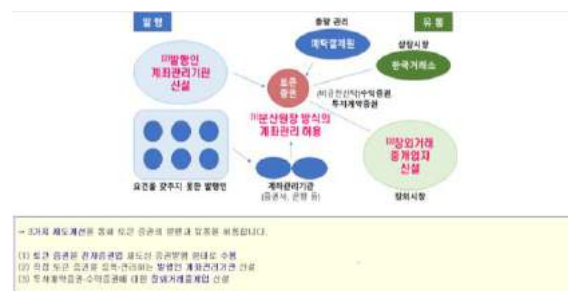 발 행
총량 관리
유 통
예탁결제원
상장시장
한국거래소
[2]발행인
계좌관리기관
신설
토큰
증권
(비금전신탁)수익증권,
투자계약증권
[1]분산원장 방식의
계좌관리 허용
[3]장외거래
중개업자
신설
장외시장
요건을 갖추지 못한 발행인
계좌관리기관
(증권사, 은행 등)
→ 3가지 제도개선을 통해 토큰 증권의 발행과 유통을 허용합니다.
(1) 토큰 증권을 전자증권법 제도상 증권발행 형태로 수용
(2) 직접 토큰 증권을 등록·관리하는 발행인 계좌관리기관 신설
(3) 투자계약증권·수익증권에 대한 장외거래중개업 신설